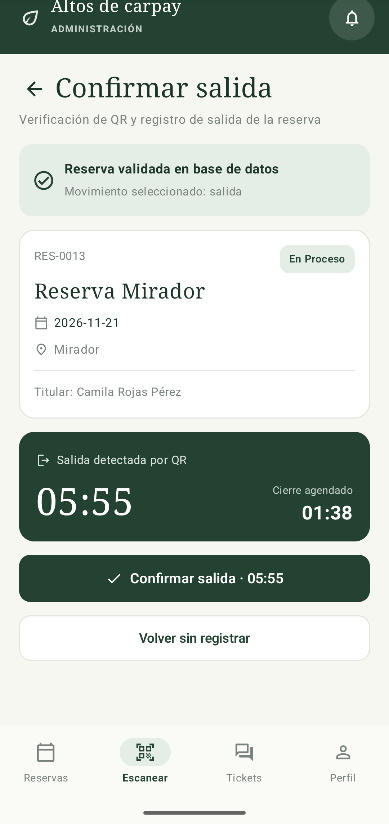 Altos de carpay
ADMINISTRACIÓN
Confirmar salida
Verificación de QR y registro de salida de la reserva
Reserva validada en base de datos
Movimiento seleccionado: salida
RES-0013
En Proceso
Reserva Mirador
2026-11-21
Mirador
Titular: Camila Rojas Pérez
Salida detectada por QR
05:55
Cierre agendado
01:38
Confirmar salida · 05:55
Volver sin registrar
Reservas
Escanear
Tickets
Perfil